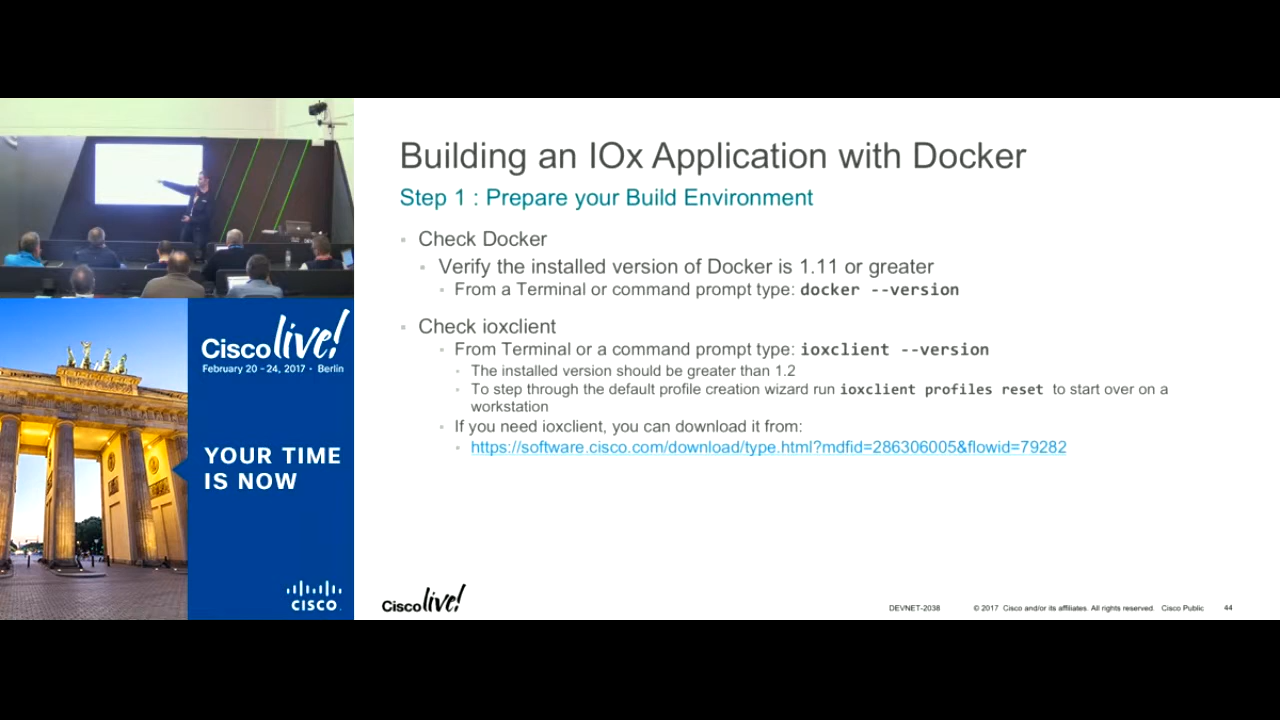 Building an IOx Application with Docker
Step 1 : Prepare your Build Environment
Check Docker
Verify the installed version of Docker is 1.11 or greater
From a Terminal or command prompt type: docker --version
Check ioxclient
From Terminal or a command prompt type: ioxclient --version
The installed version should be greater than 1.2
To step through the default profile creation wizard run ioxclient profiles reset to start over on a
workstation
If you need ioxclient, you can download it from:
https://software.cisco.com/download/type.html?mdfid=286306005&flowid=79282
Cisco live!
February 20 - 24, 2017 • Berlin
YOUR TIME
IS NOW
CISCO
Cisco live!
DEVNET-2038 © 2017 Cisco and/or its affiliates. All rights reserved. Cisco Public 44